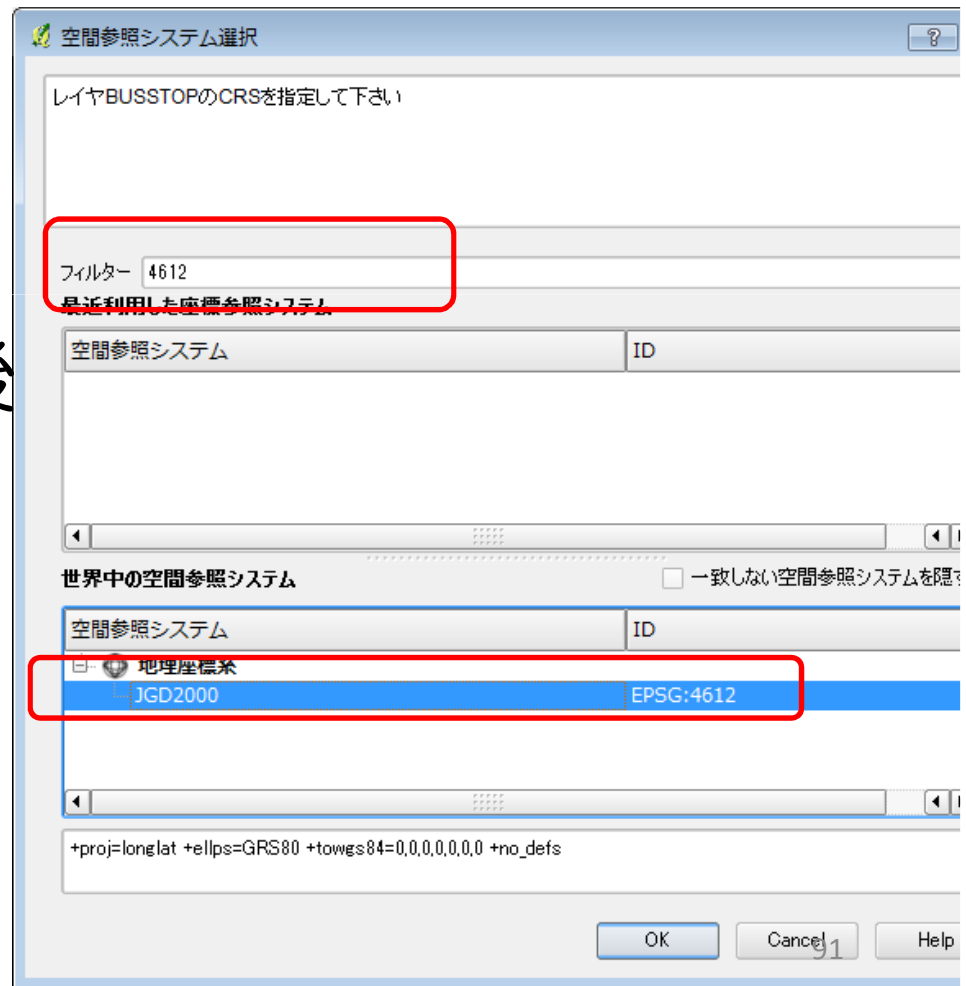 空間参照システム選択
?
レイヤBUSSTOPのCRSを指定して下さい
フィルター 4612
最近利用した座標参照システム
空間参照システム ID
世界中の空間参照システム 一致しない空間参照システムを隠す
空間参照システム ID
地理座標系
JGD2000 EPSG:4612
+proj=longlat +ellps=GRS80 +towgs84=0,0,0,0,0,0,0 +no_defs
OK Cancel Help
91